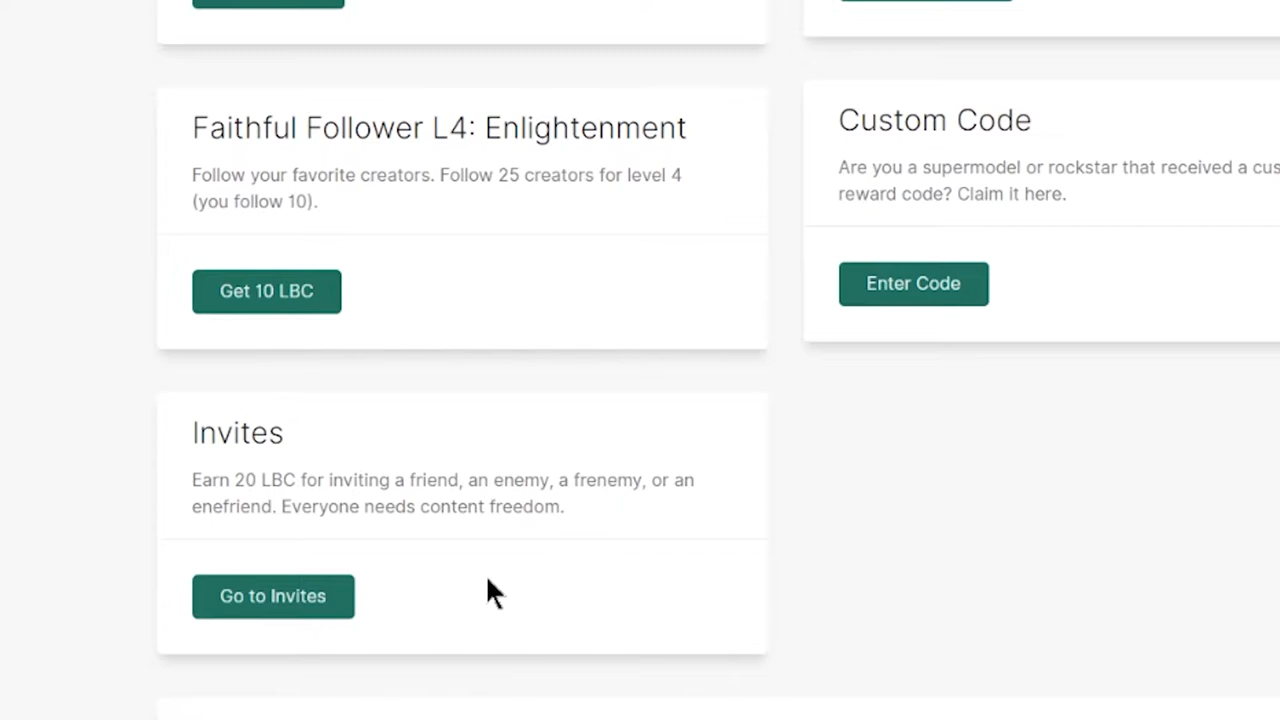 Faithful Follower L4: Enlightenment
Follow your favorite creators. Follow 25 creators for level 4
(you follow 10).
Get 10 LBC
Custom Code
Are you a supermodel or rockstar that received a
reward code? Claim it here.
Enter Code
Invites
Earn 20 LBC for inviting a friend, an enemy, a frenemy, or an
enefriend. Everyone needs content freedom.
Go to Invites